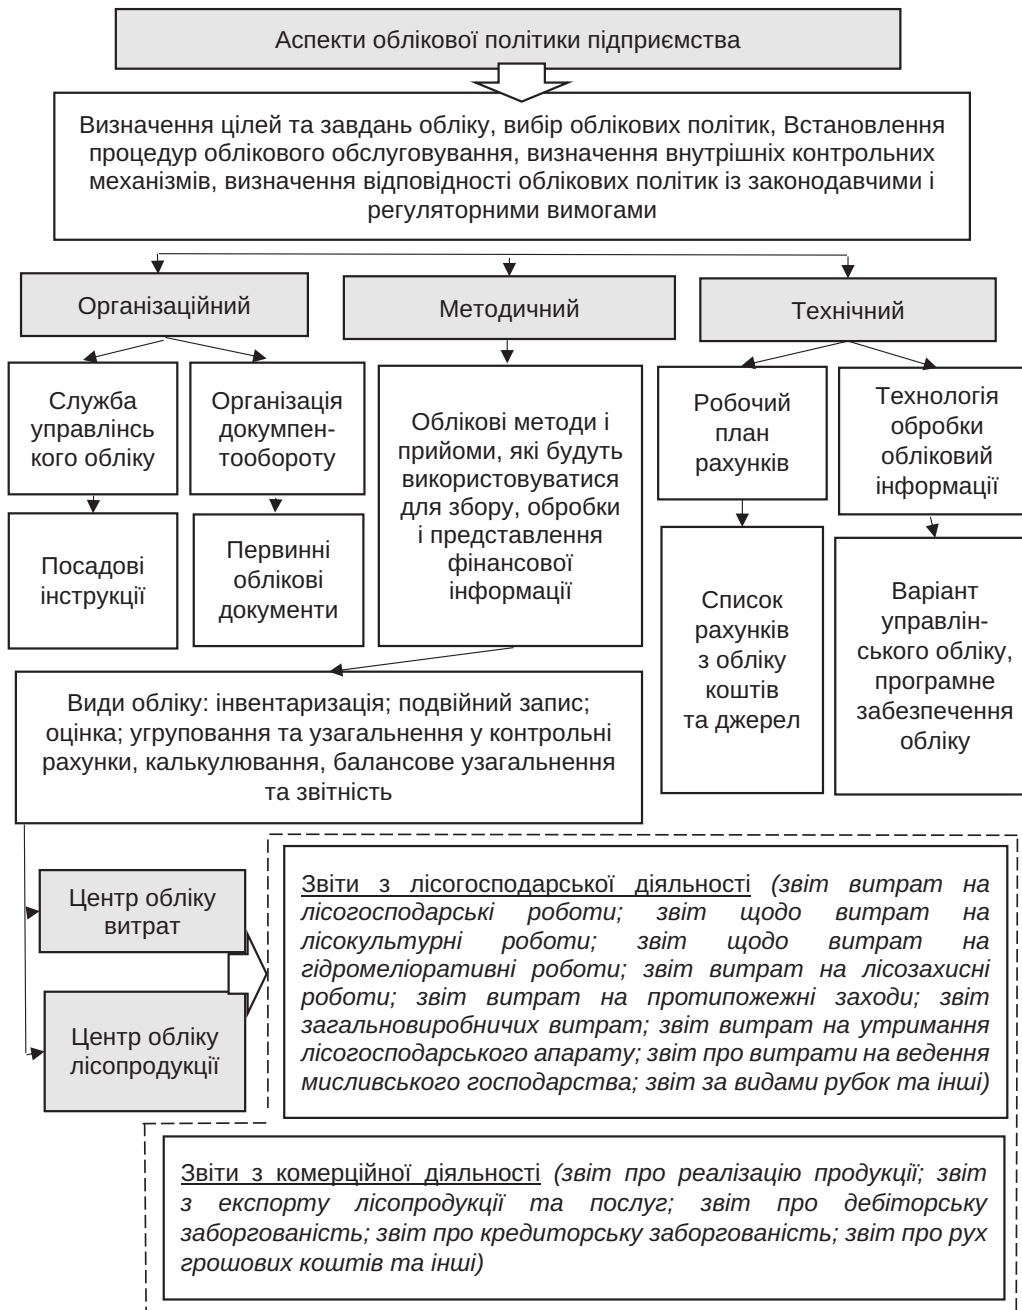 Аспекти облікової політики підприємства
Визначення цілей та завдань обліку, вибір облікових політик, Встановлення
процедур облікового обслуговування, визначення внутрішніх контрольних
механізмів, визначення відповідності облікових політик із законодавчими і
регуляторними вимогами
Організаційний
Методичний
Технічний
Служба
управлінсь
кого обліку
Організація
докумпен-
тообороту
Облікові методи і
прийоми, які будуть
використовуватися
для збору, обробки
і представлення
фінансової
інформації
Робочий
план
рахунків
Технологія
обробки
обліковий
інформації
Посадові
інструкції
Первинні
облікові
документи
Список
рахунків
з обліку
коштів
та джерел
Варіант
управлін-
ського обліку,
програмне
забезпечення
обліку
Види обліку: інвентаризація; подвійний запис;
оцінка; угруповання та узагальнення у контрольні
рахунки, калькулювання, балансове узагальнення
та звітність
Центр обліку
витрат
Центр обліку
лісопродукції
Звіти з лісогосподарської діяльності (звіт витрат на
лісогосподарські роботи; звіт щодо витрат на
лісокультурні роботи; звіт щодо витрат на
гідромеліоративні роботи; звіт витрат на лісозахисні
роботи; звіт витрат на протипожежні заходи; звіт
загальновиробничих витрат; звіт витрат на утримання
лісогосподарського апарату; звіт про витрати на ведення
мисливського господарства; звіт за видами рубок та інші)
Звіти з комерційної діяльності (звіт про реалізацію продукції; звіт
з експорту лісопродукції та послуг; звіт про дебіторську
заборгованість; звіт про кредиторську заборгованість; звіт про рух
грошових коштів та інші)